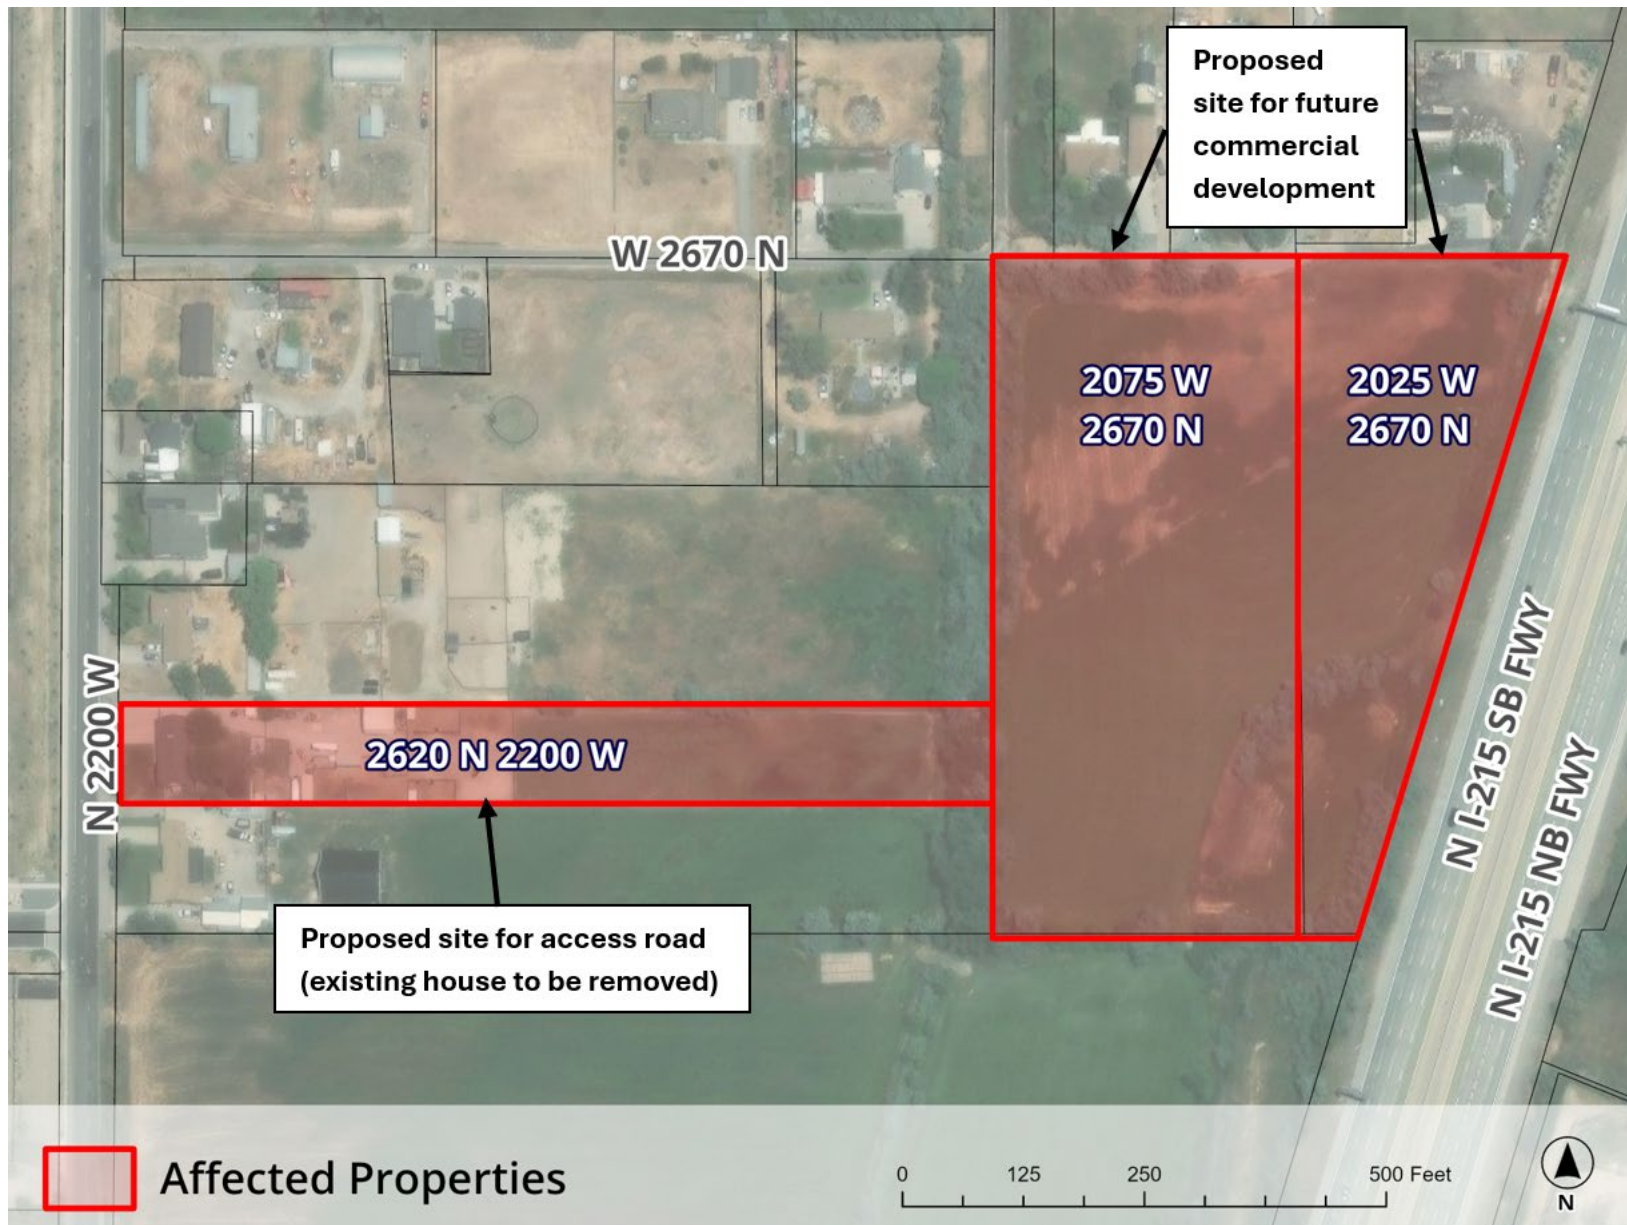 Proposed
site for future
commercial
development
W 2670 N
2075 W
2670 N
2025 W
2670 N
N 2200 W
2620 N 2200 W
N I-215 SB FWY
N I-215 NB FWY
Proposed site for access road
(existing house to be removed)
Affected Properties
0 125 250 500 Feet
N